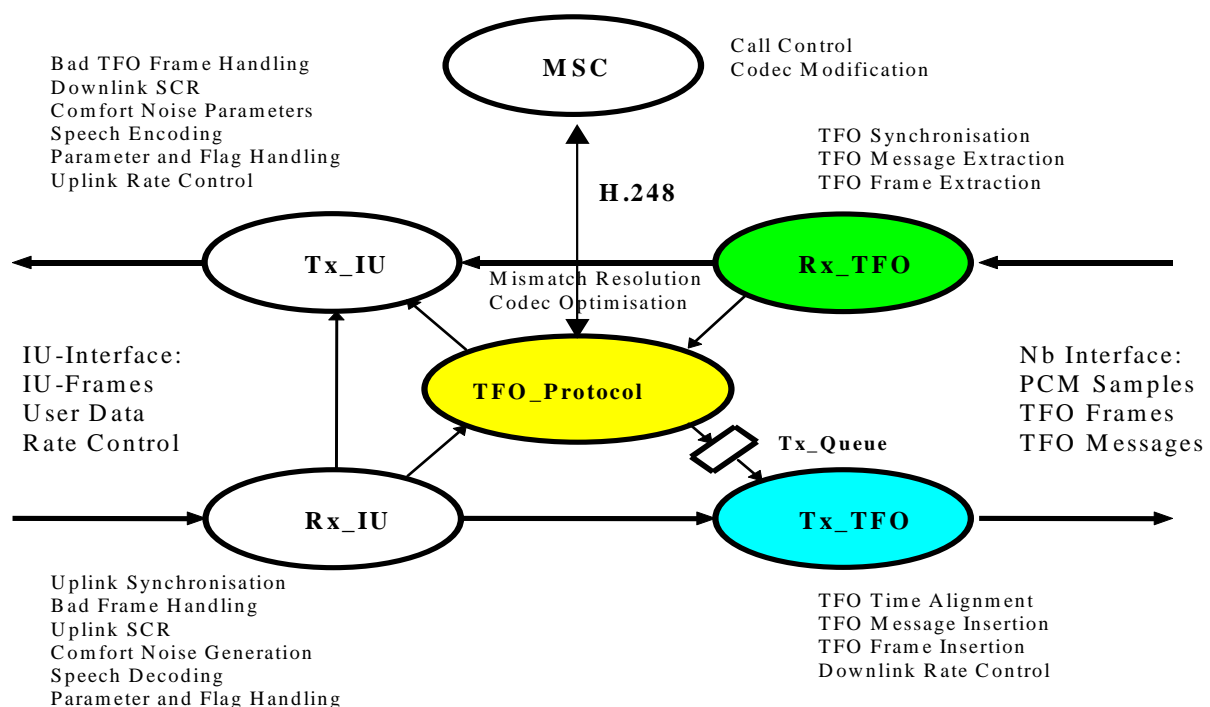 Bad TFO Frame Handling
Downlink SCR
Comfort Noise Parameters
Speech Encoding
Parameter and Flag Handling
Uplink Rate Control
MSC
Call Control
Codec Modification
TFO Synchronisation
TFO Message Extraction
TFO Frame Extraction
H.248
Tx_IU
Rx_TFO
Mismatch Resolution
Codec Optimisation
IU-Interface:
IU-Frames
User Data
Rate Control
TFO_Protocol
Nb Interface:
PCM Samples
TFO Frames
TFO Messages
Tx_Queue
Rx_IU
Tx_TFO
Uplink Synchronisation
Bad Frame Handling
Uplink SCR
Comfort Noise Generation
Speech Decoding
Parameter and Flag Handling
TFO Time Alignment
TFO Message Insertion
TFO Frame Insertion
Downlink Rate Control